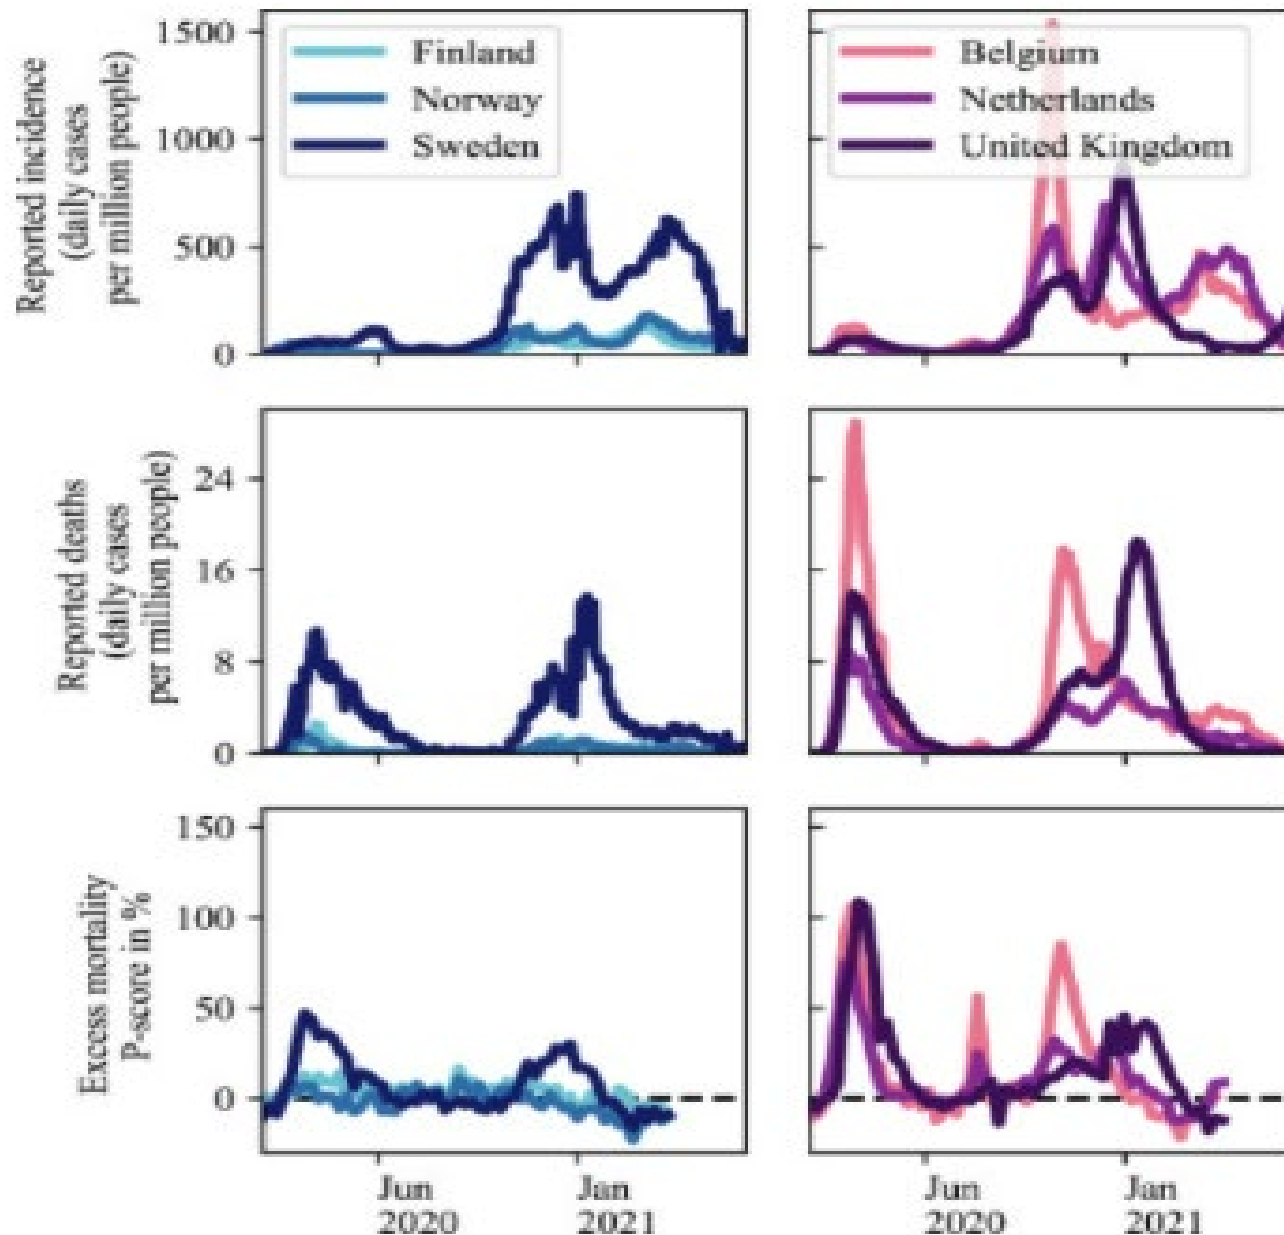 Reported incidence
(daily cases
per million people)
1500
1000
500
0
Finland
Norway
Sweden
Belgium
Netherlands
United Kingdom
Reported deaths
(daily cases
per million people)
24
16
8
0
Excess mortality
P-score in %
150
100
50
0
Jun
2020
Jan
2021
Jun
2020
Jan
2021